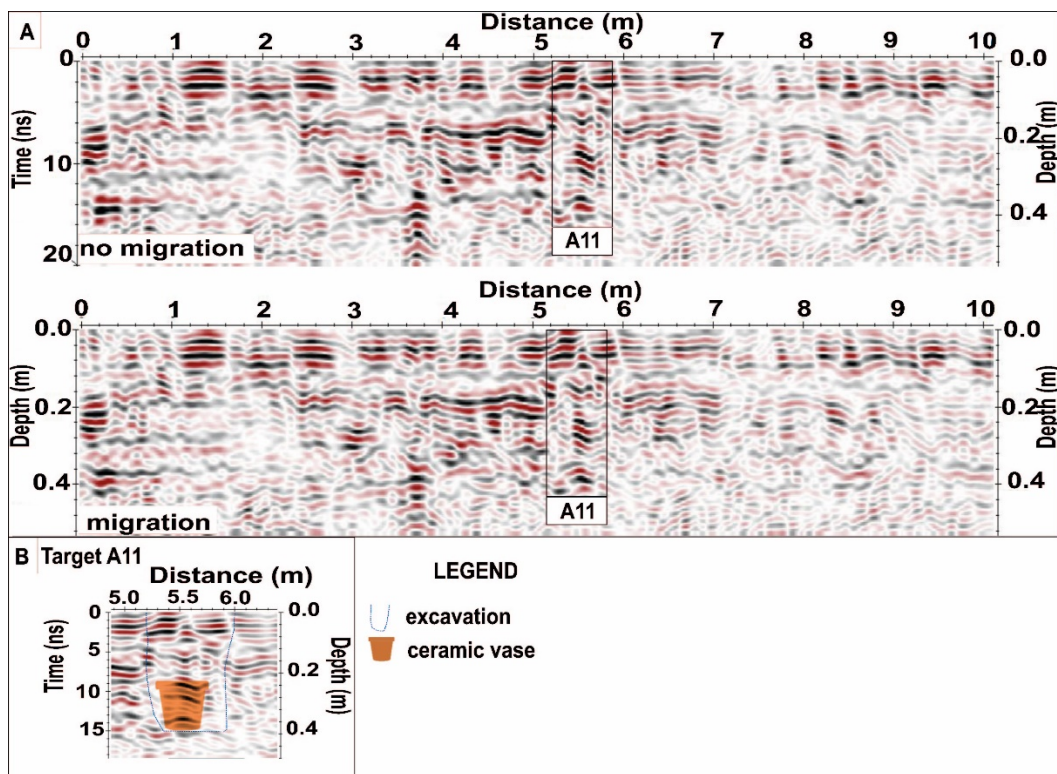 A
Distance (m)
0 1 2 3 4 5 6 7 8 9 10
0 0.0
Time (ns)
Depth (m)
0.2
10
0.4
no migration
A11
20
Distance (m)
0 1 2 3 4 5 6 7 8 9 10
0.0 0.0
Depth (m)
Depth (m)
0.2 0.2
0.4 0.4
migration
A11
B Target A11
Distance (m)
LEGEND
5.0 5.5 6.0
0 0.0
Time (ns)
Depth (m)
excavation
5
ceramic vase
0.2
10
15 0.4